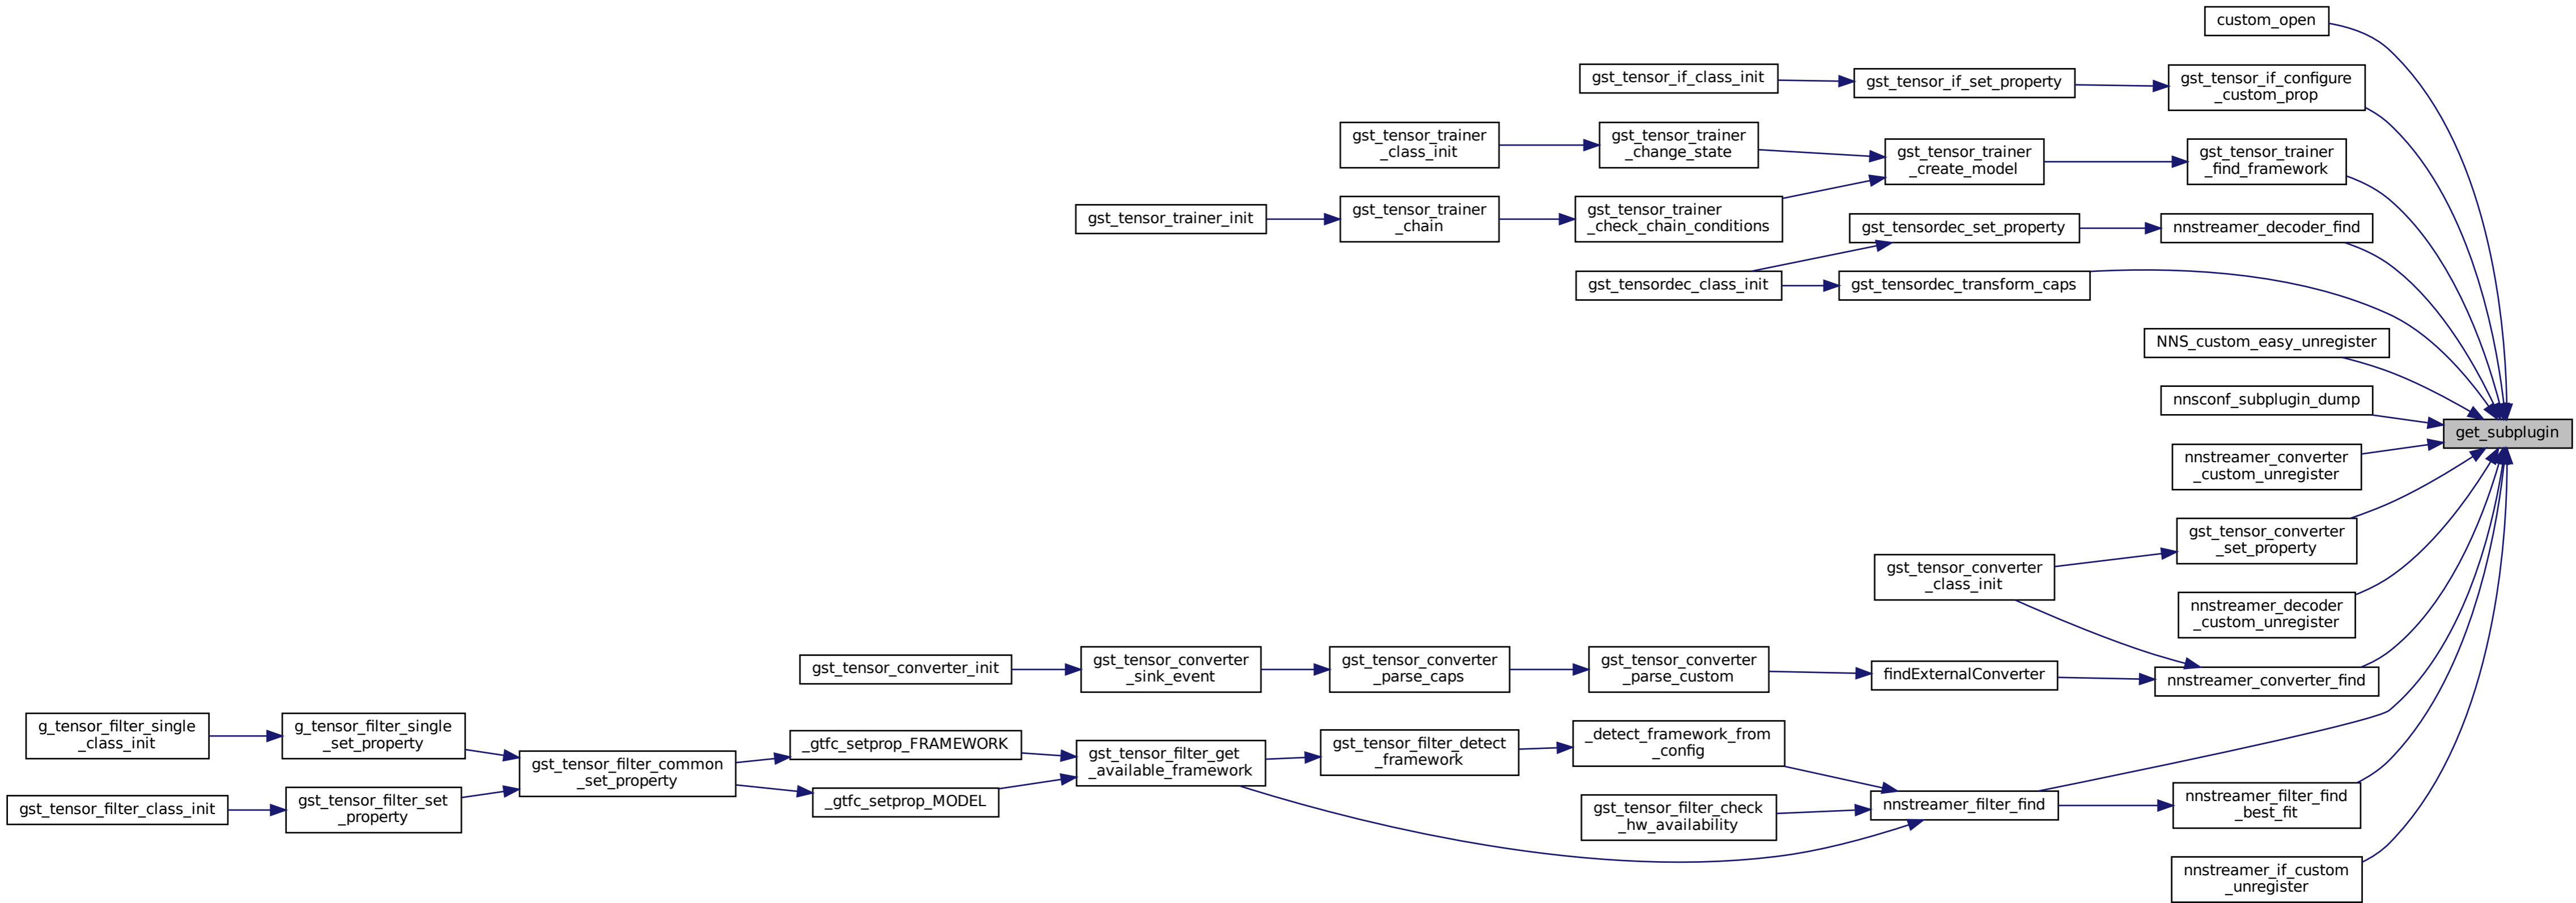 custom_open
gst_tensor_if_class_init
gst_tensor_if_set_property
gst_tensor_if_configure
_custom_prop
gst_tensor_trainer
_class_init
gst_tensor_trainer
_change_state
gst_tensor_trainer
_create_model
gst_tensor_trainer
_find_framework
gst_tensor_trainer_init
gst_tensor_trainer
_chain
gst_tensor_trainer
_check_chain_conditions
gst_tensordec_set_property
nnstreamer_decoder_find
gst_tensordec_class_init
gst_tensordec_transform_caps
NNS_custom_easy_unregister
nnsconf_subplugin_dump
get_subplugin
nnstreamer_converter
_custom_unregister
gst_tensor_converter
_set_property
gst_tensor_converter
_class_init
nnstreamer_decoder
_custom_unregister
gst_tensor_converter_init
gst_tensor_converter
_sink_event
gst_tensor_converter
_parse_caps
gst_tensor_converter
_parse_custom
findExternalConverter
nnstreamer_converter_find
g_tensor_filter_single
_class_init
g_tensor_filter_single
_set_property
gst_tensor_filter_common
_set_property
_gtfc_setprop_FRAMEWORK
gst_tensor_filter_get
_available_framework
gst_tensor_filter_detect
_framework
_detect_framework_from
_config
gst_tensor_filter_class_init
gst_tensor_filter_set
_property
_gtfc_setprop_MODEL
gst_tensor_filter_check
_hw_availability
nnstreamer_filter_find
nnstreamer_filter_find
_best_fit
nnstreamer_if_custom
_unregister